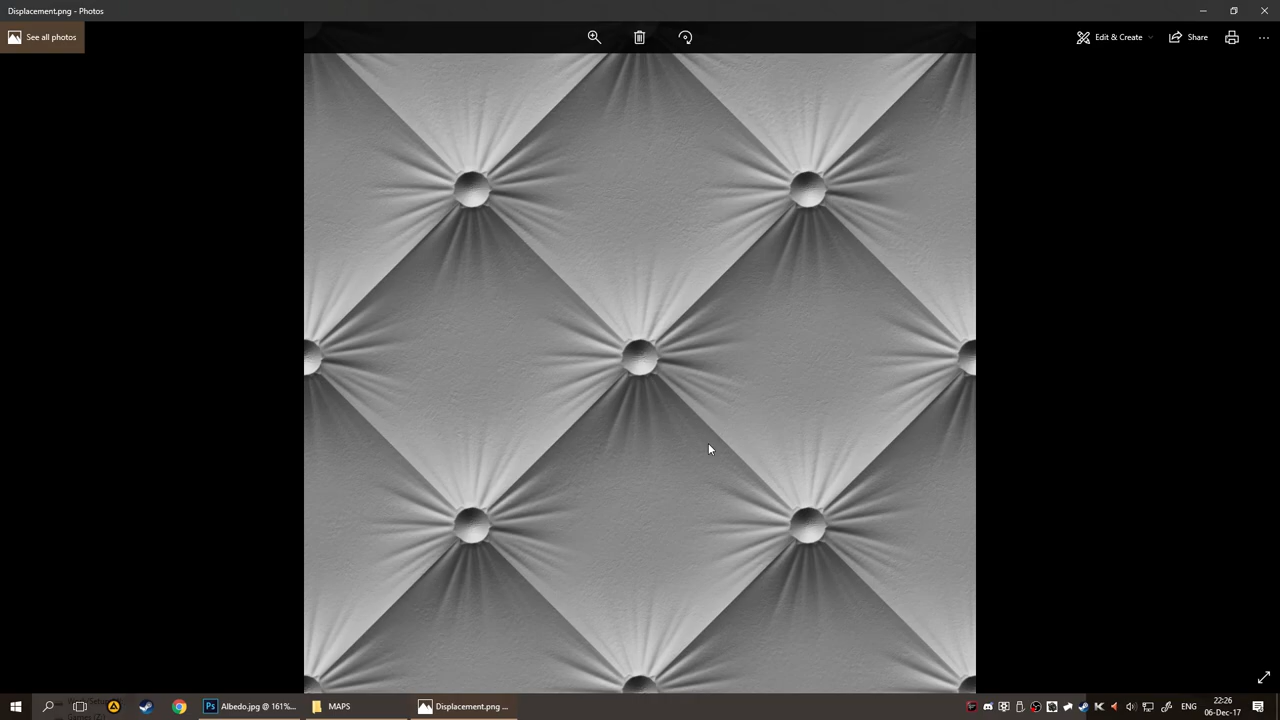 Displacement.png - Photos
See all photos
Edit & Create
Share
Albedo.jpg @ 161%...
MAPS
Displacement.png ...
ENG
22:26
06-Dec-17